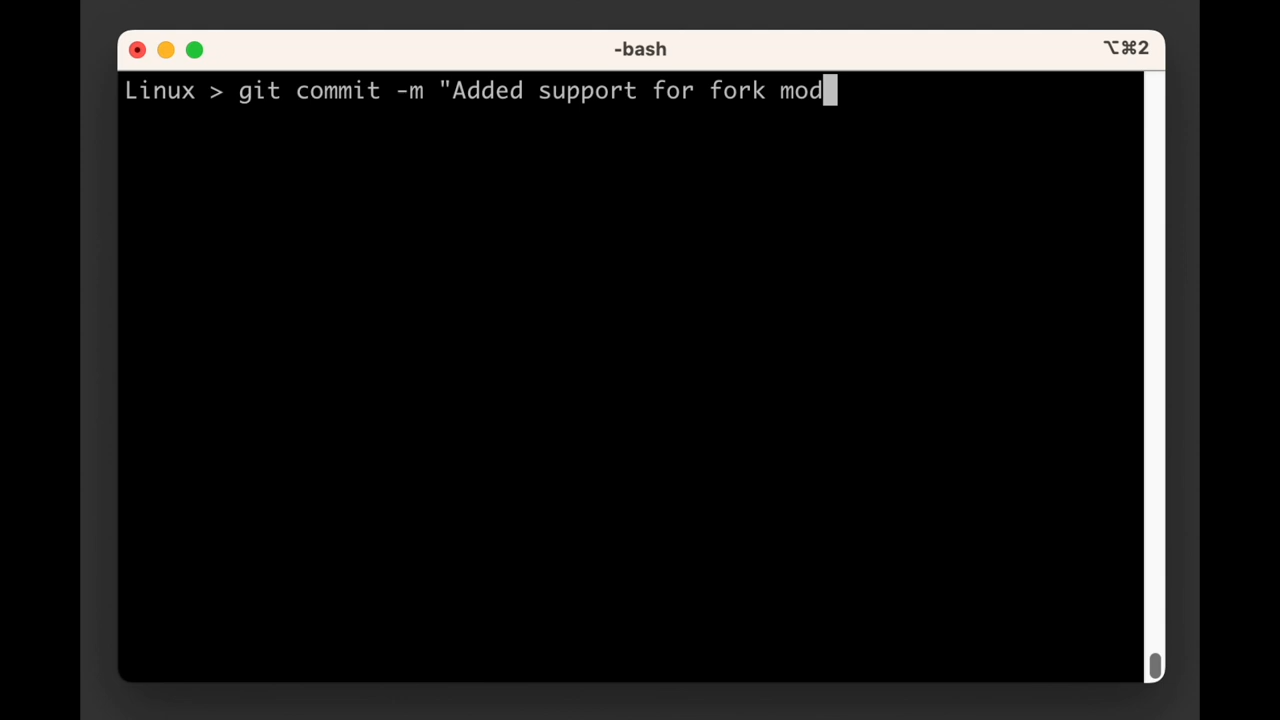 -bash
⌥⌘2
Linux > git commit -m "Added support for fork mod